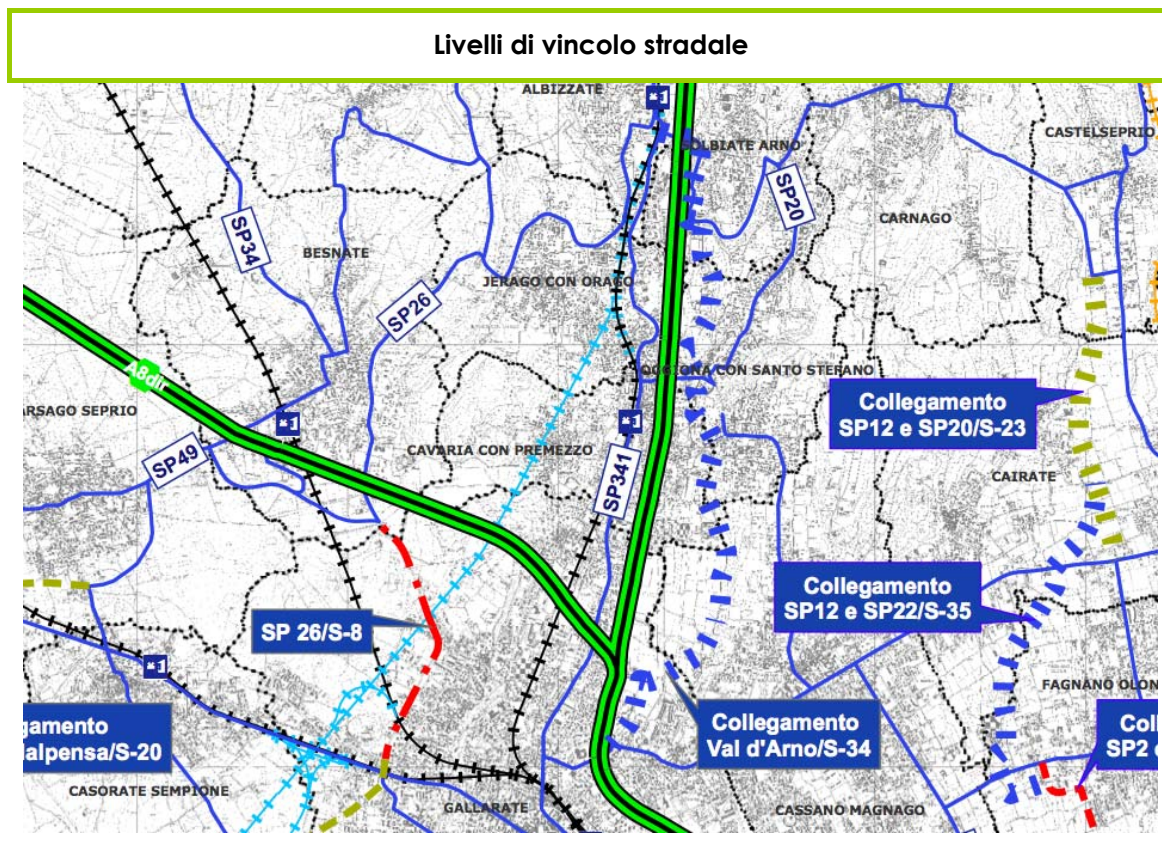 Livelli di vincolo stradale
ALBIZZATE
SOLBIATE ARNO
CASTELSEPRIO
SP20
CARNAGO
SP34
BESNATE
JERAGO CON ORAGO
SP26
A8dir
OGGIONA CON SANTO STEFANO
ARSAGO SEPRIO
Collegamento
SP12 e SP20/S-23
CAVARIA CON PREMEZZO
SP49
SP341
CAIRATE
Collegamento
SP12 e SP22/S-35
SP 26/S-8
FAGNANO OLON
gamento
alpensa/S-20
Collegamento
Val d'Arno/S-34
Coll
SP2 e
CASORATE SEMPIONE
GALLARATE
CASSANO MAGNAGO